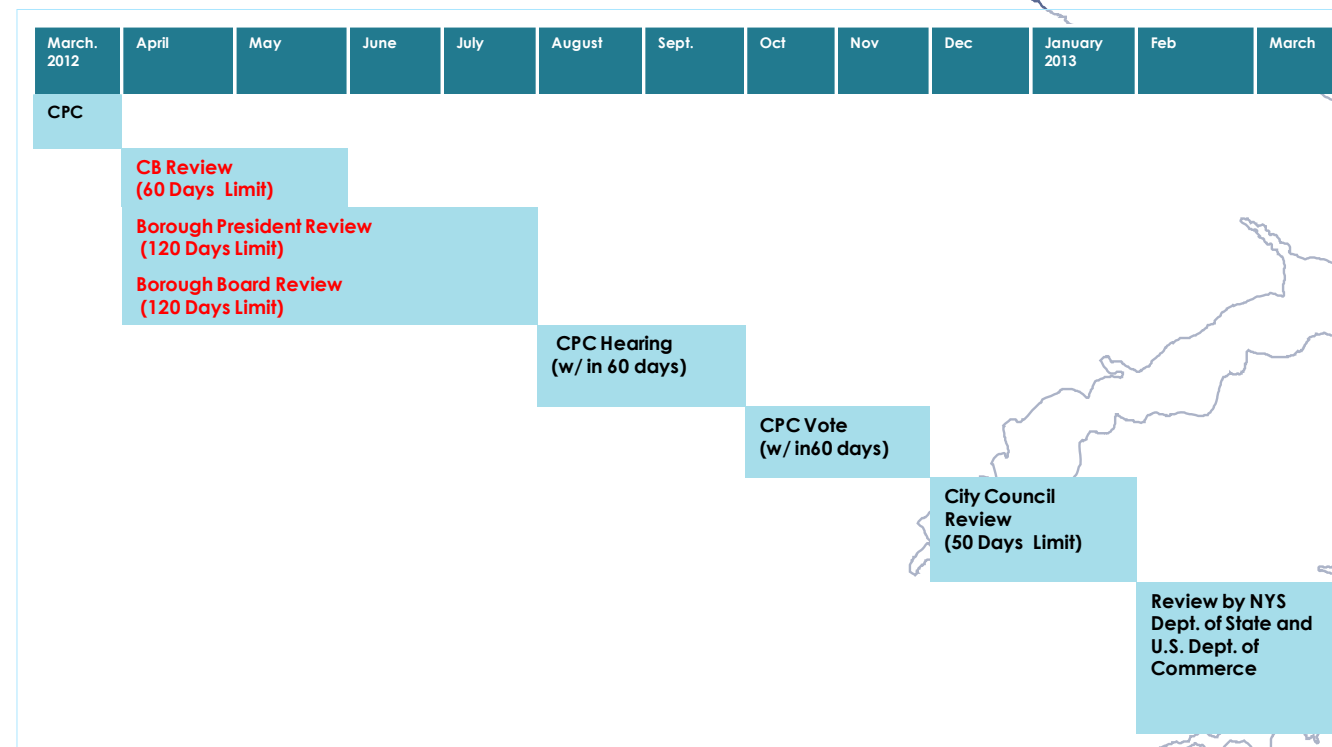 March. 2012
April
May
June
July
August
Sept.
Oct
Nov
Dec
January 2013
Feb
March
CPC
CB Review
(60 Days Limit)
Borough President Review
(120 Days Limit)
Borough Board Review
(120 Days Limit)
CPC Hearing
(w/ in 60 days)
CPC Vote
(w/ in60 days)
City Council
Review
(50 Days Limit)
Review by NYS
Dept. of State and
U.S. Dept. of
Commerce